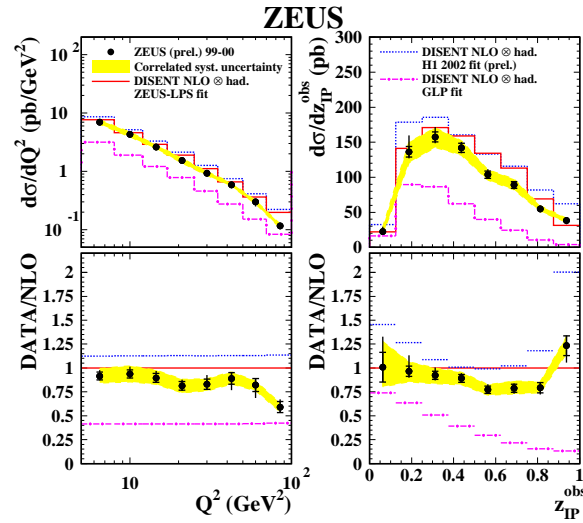 ZEUS
dσ/dQ² (pb/GeV²)
10²
10
1
10⁻¹
ZEUS (prel.) 99-00
Correlated syst. uncertainty
DISENT NLO ⊗ had.
ZEUS-LPS fit
dσ/dz_IP^obs (pb)
400
350
300
250
200
150
100
50
0
DISENT NLO ⊗ had.
H1 2002 fit (prel.)
DISENT NLO ⊗ had.
GLP fit
DATA/NLO
2
1.75
1.5
1.25
1
0.75
0.5
0.25
0
10
10²
Q² (GeV²)
DATA/NLO
2
1.75
1.5
1.25
1
0.75
0.5
0.25
0
0 0.2 0.4 0.6 0.8 1
z_IP^obs